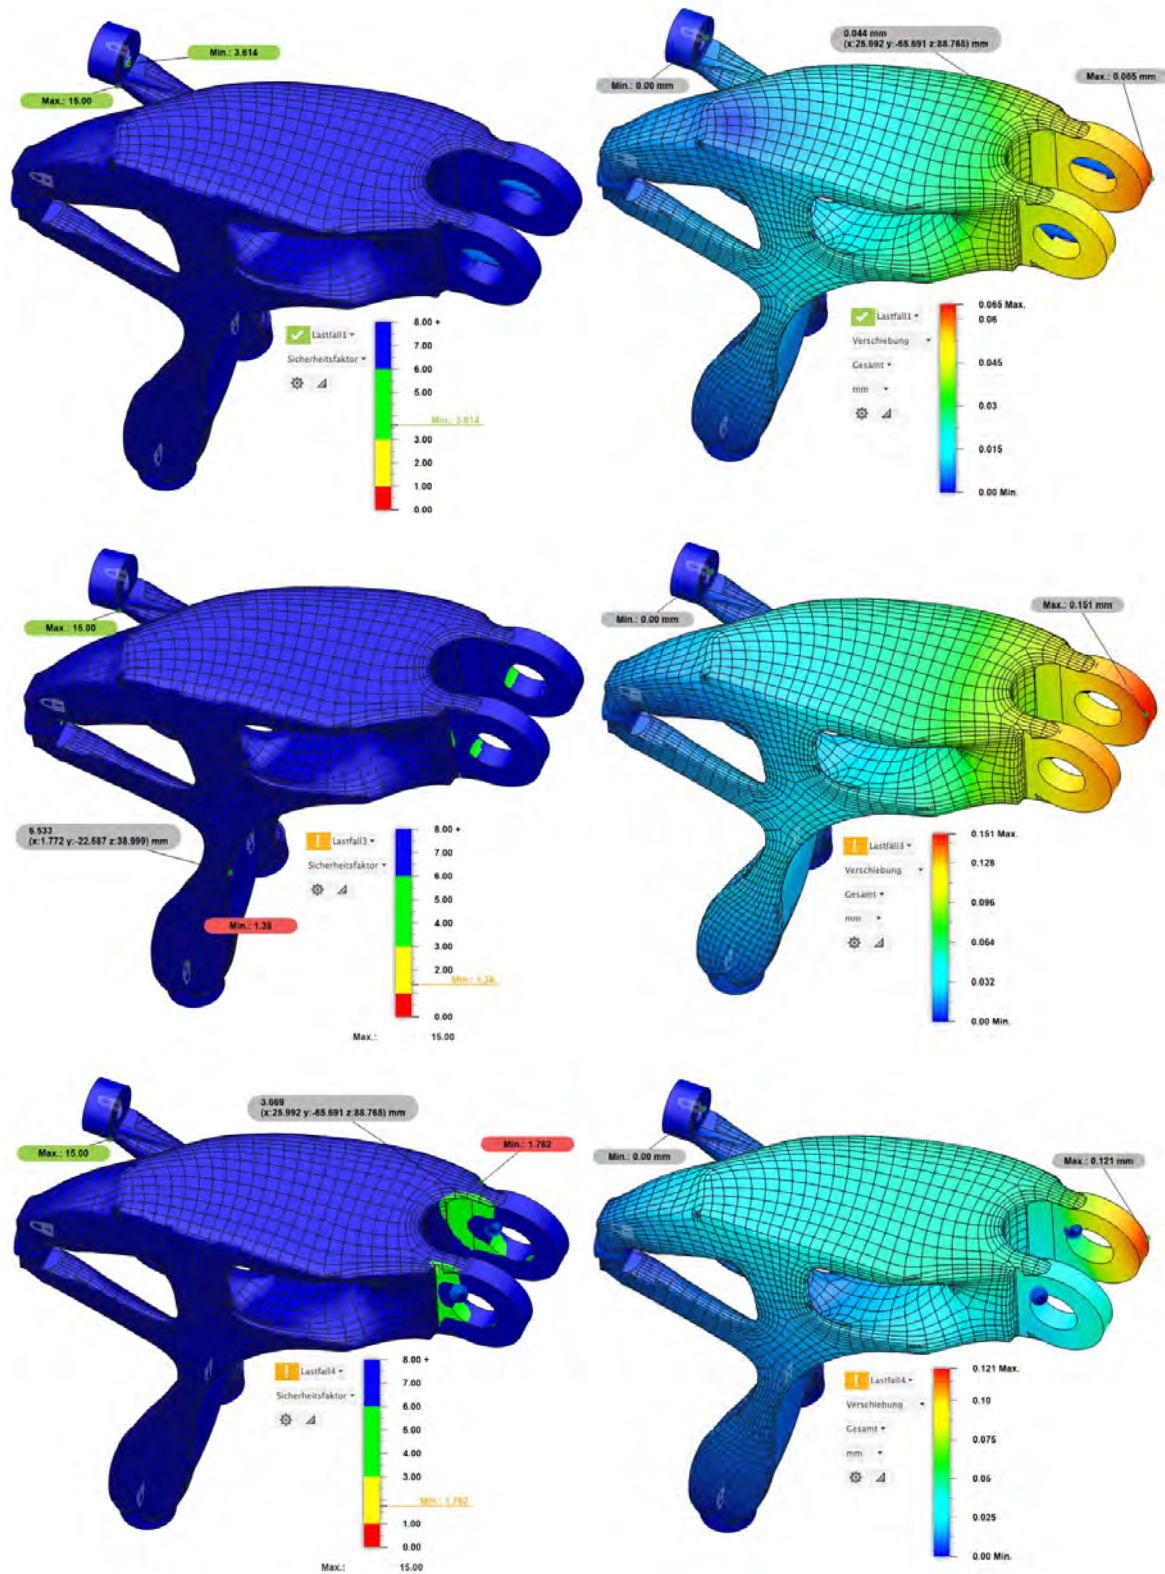 Min.: 3.614
Max.: 15.00
Lastfall1
Sicherheitsfaktor
8.00 +
7.00
6.00
5.00
Min.: 3.614
3.00
2.00
1.00
0.00
0.044 mm
(x:25.992 y:-65.691 z:88.768) mm
Max.: 0.065 mm
Min.: 0.00 mm
Lastfall1
Verschiebung
Gesamt
mm
0.065 Max.
0.06
0.045
0.03
0.015
0.00 Min.
Max.: 15.00
6.533
(x:1.772 y:-22.587 z:38.999) mm
Min.: 1.38
Lastfall3
Sicherheitsfaktor
8.00 +
7.00
6.00
5.00
4.00
3.00
2.00
Min.: 1.38
0.00
Max.: 15.00
Max.: 0.151 mm
Min.: 0.00 mm
Lastfall3
Verschiebung
Gesamt
mm
0.151 Max.
0.128
0.096
0.064
0.032
0.00 Min.
3.669
(x:25.992 y:-65.691 z:88.768) mm
Min.: 1.762
Max.: 15.00
Lastfall4
Sicherheitsfaktor
8.00 +
7.00
6.00
5.00
4.00
3.00
Min.: 1.762
1.00
0.00
Max.: 15.00
Min.: 0.00 mm
Max.: 0.121 mm
Lastfall4
Verschiebung
Gesamt
mm
0.121 Max.
0.10
0.075
0.05
0.025
0.00 Min.